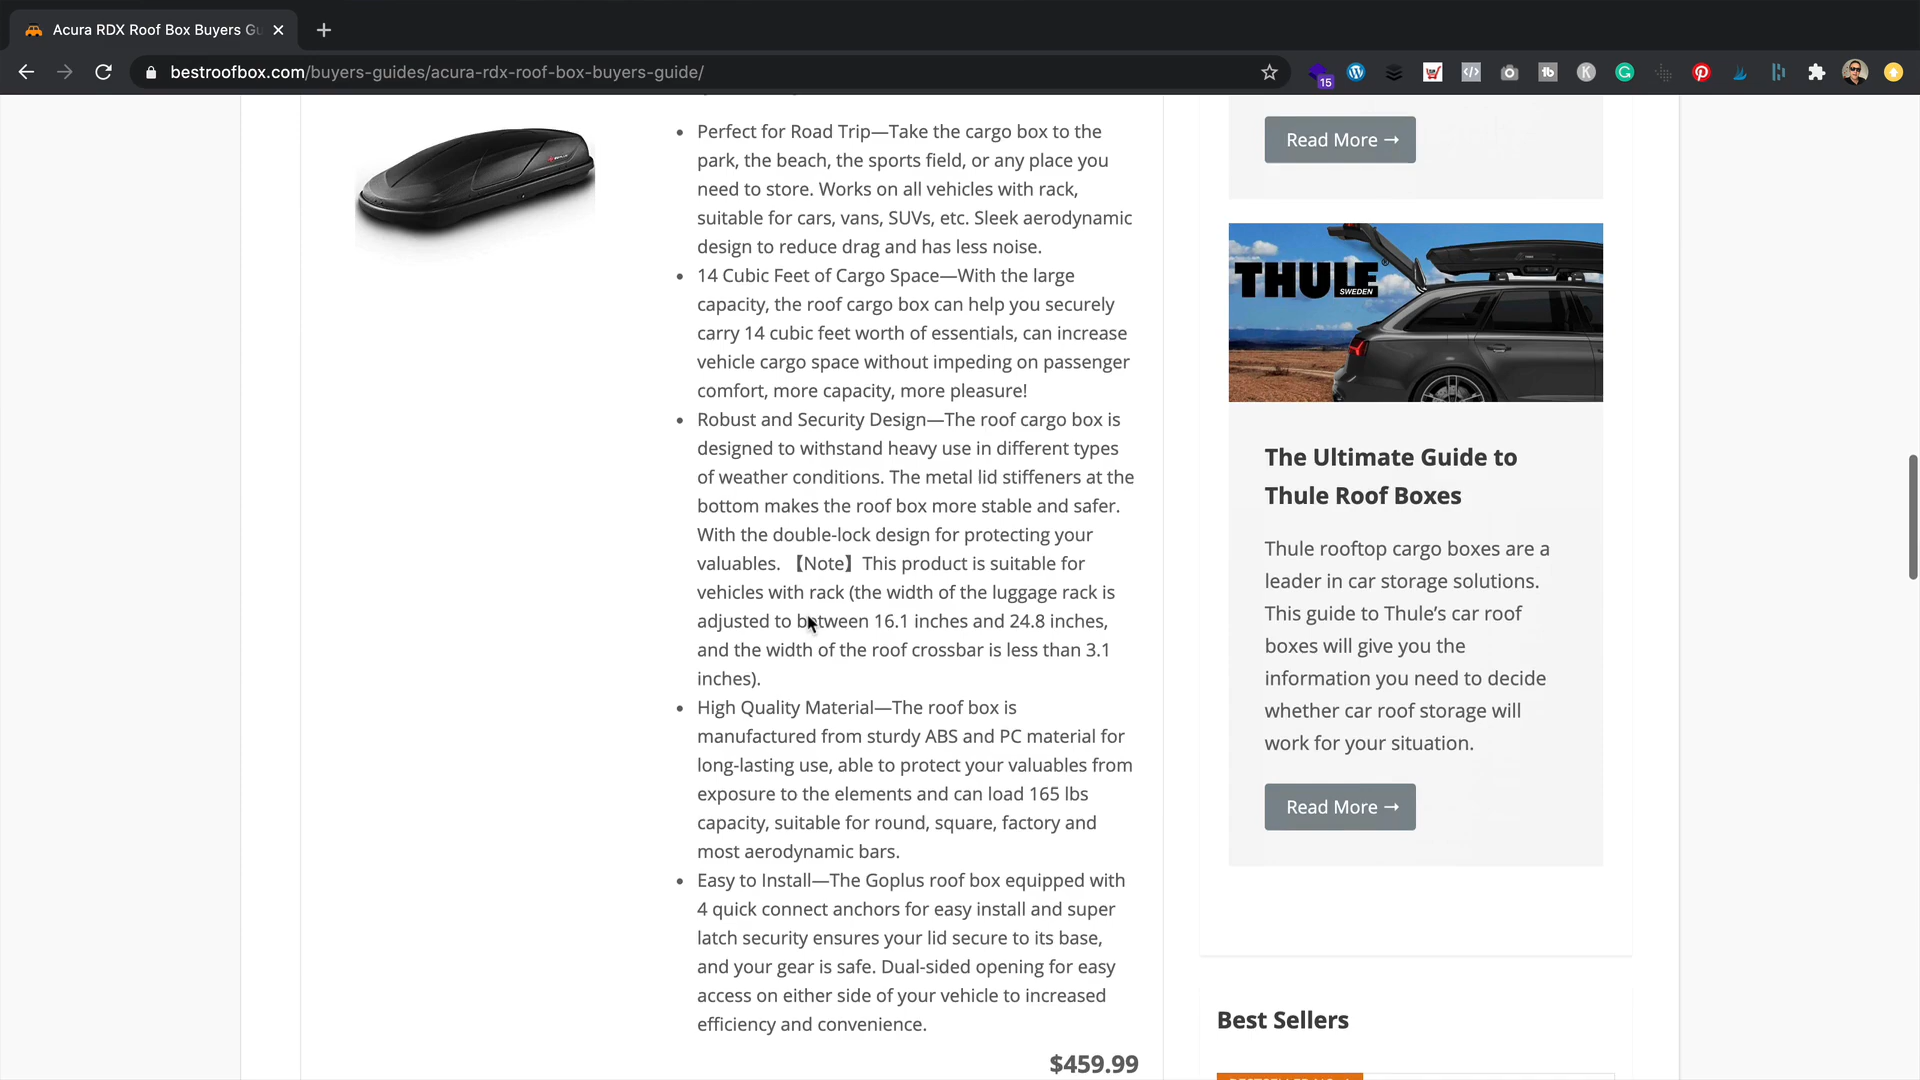 Acura RDX Roof Box Buyers Gu
bestroofbox.com/buyers-guides/acura-rdx-roof-box-buyers-guide/
15
Perfect for Road Trip—Take the cargo box to the
park, the beach, the sports field, or any place you
need to store. Works on all vehicles with rack,
suitable for cars, vans, SUVs, etc. Sleek aerodynamic
design to reduce drag and has less noise.
14 Cubic Feet of Cargo Space—With the large
capacity, the roof cargo box can help you securely
carry 14 cubic feet worth of essentials, can increase
vehicle cargo space without impeding on passenger
comfort, more capacity, more pleasure!
Robust and Security Design—The roof cargo box is
designed to withstand heavy use in different types
of weather conditions. The metal lid stiffeners at the
bottom makes the roof box more stable and safer.
With the double-lock design for protecting your
valuables. 【Note】This product is suitable for
vehicles with rack (the width of the luggage rack is
adjusted to between 16.1 inches and 24.8 inches,
and the width of the roof crossbar is less than 3.1
inches).
High Quality Material—The roof box is
manufactured from sturdy ABS and PC material for
long-lasting use, able to protect your valuables from
exposure to the elements and can load 165 lbs
capacity, suitable for round, square, factory and
most aerodynamic bars.
Easy to Install—The Goplus roof box equipped with
4 quick connect anchors for easy install and super
latch security ensures your lid secure to its base,
and your gear is safe. Dual-sided opening for easy
access on either side of your vehicle to increased
efficiency and convenience.
$459.99
Read More →
THULE®
SWEDEN
The Ultimate Guide to
Thule Roof Boxes
Thule rooftop cargo boxes are a
leader in car storage solutions.
This guide to Thule's car roof
boxes will give you the
information you need to decide
whether car roof storage will
work for your situation.
Read More →
Best Sellers